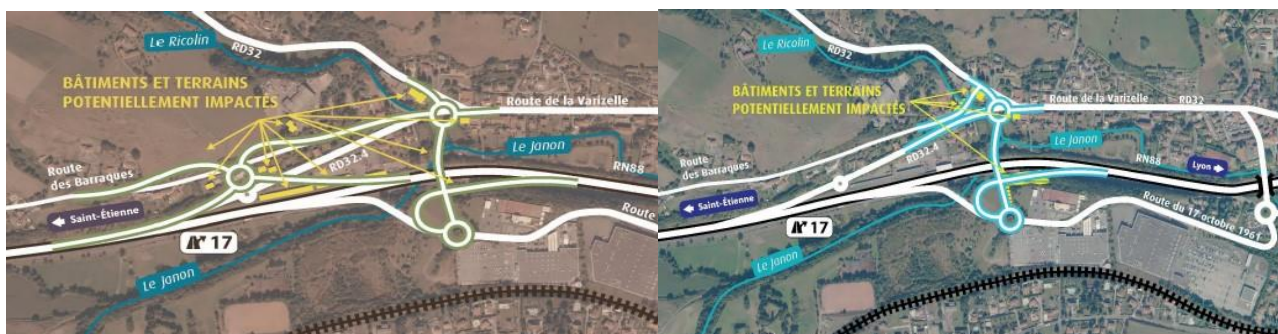 Le Ricolin
RD32
BÂTIMENTS ET TERRAINS
POTENTIELLEMENT IMPACTÉS
Route de la Varizelle
RD32.4
Le Janon
RN88
Route
des Barraques
Saint-Étienne
17
Route
Le Janon
Le Ricolin
RD32
BÂTIMENTS ET TERRAINS
POTENTIELLEMENT IMPACTÉS
Route de la Varizelle
RD32
RD32.4
Le Janon
RN88
Lyon
Route
des Barraques
Saint-Étienne
17
Route du 17 octobre 1961
Le Janon